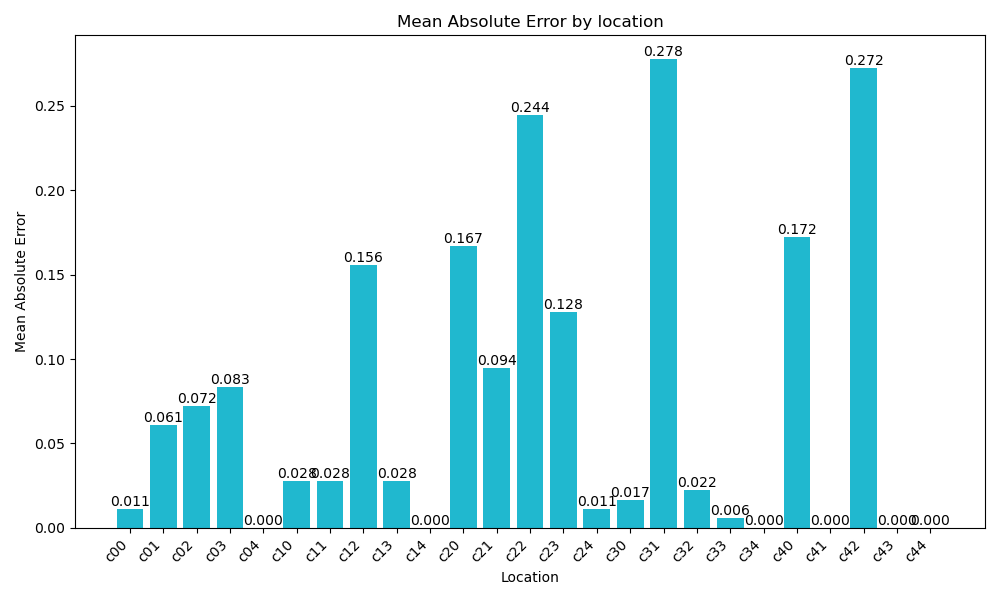 Mean Absolute Error by location
Mean Absolute Error
0.25
0.20
0.15
0.10
0.05
0.00
0.011
0.061
0.072
0.083
0.000
0.028
0.028
0.156
0.028
0.000
0.167
0.094
0.244
0.128
0.011
0.017
0.278
0.022
0.006
0.000
0.172
0.000
0.272
0.000
0.000
c00
c01
c02
c03
c04
c10
c11
c12
c13
c14
c20
c21
c22
c23
c24
c30
c31
c32
c33
c34
c40
c41
c42
c43
c44
Location